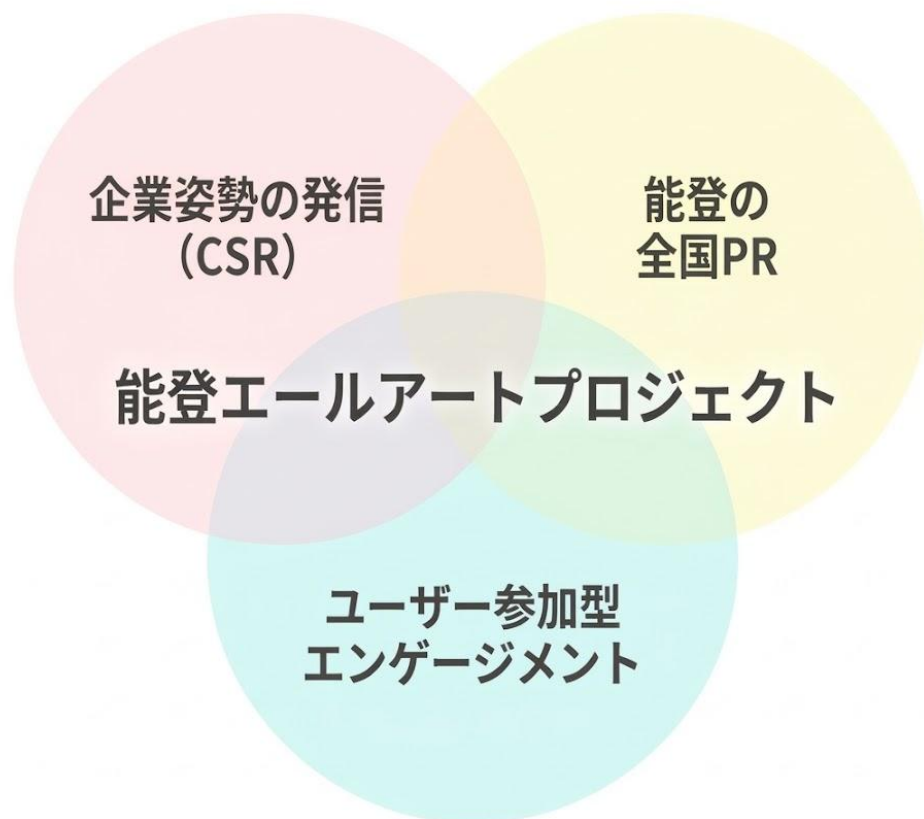 企業姿勢の発信
(CSR)
能登の
全国PR
能登エールアートプロジェクト
ユーザー参加型
エンゲージメント